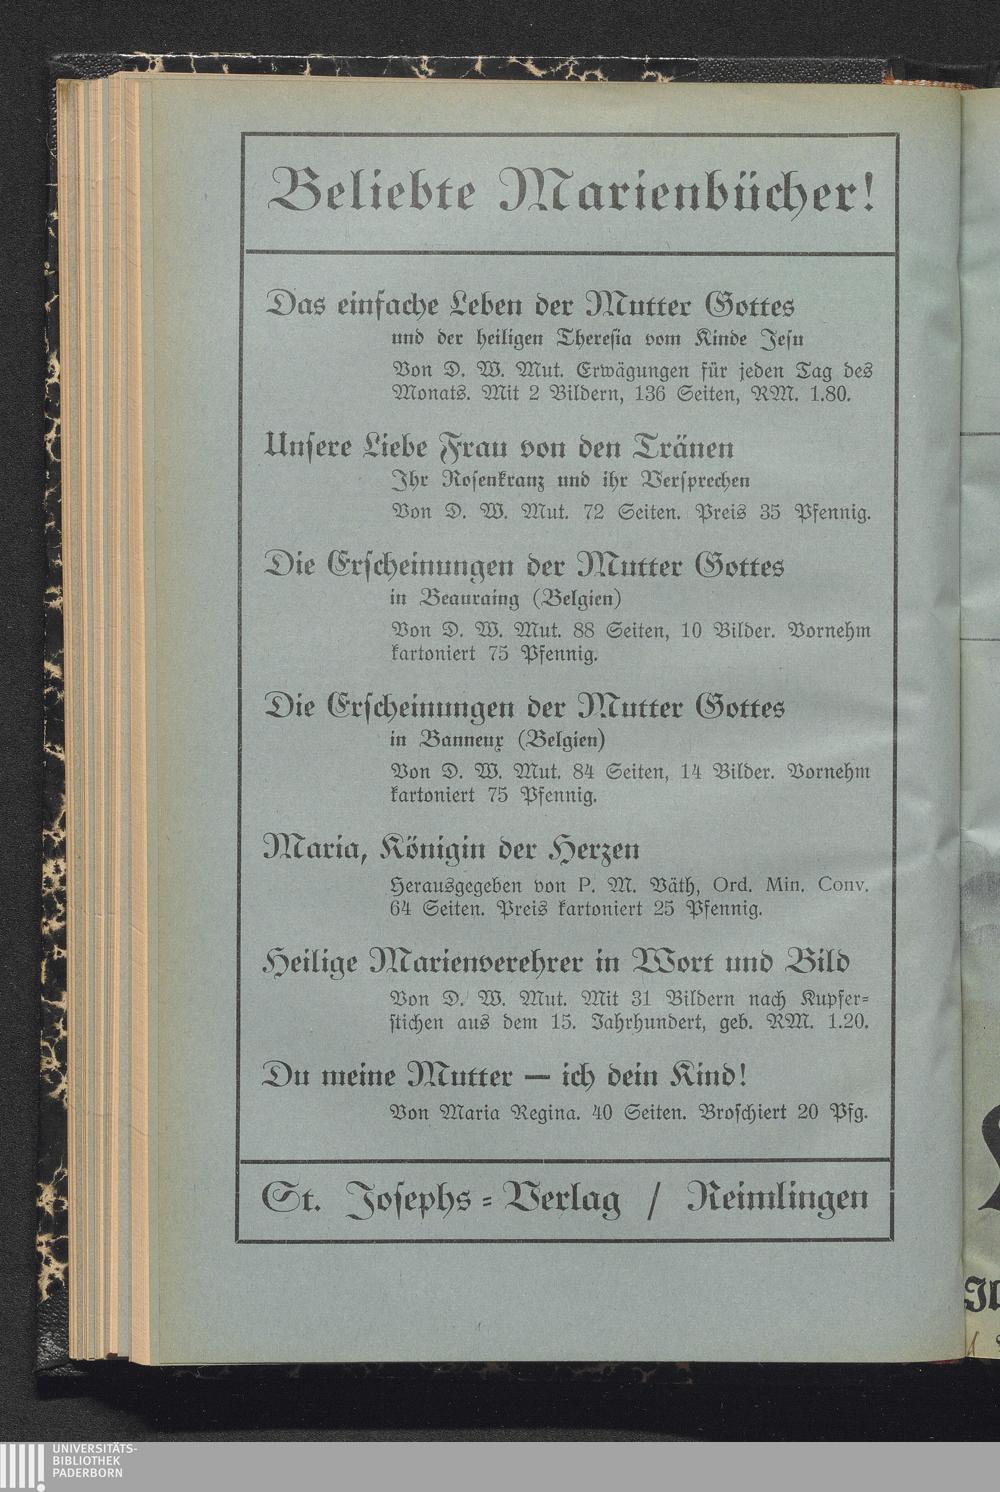 Beliebte Marienbücher!
Das einfache Leben der Mutter Gottes
und der heiligen Theresia vom Kinde Jesu
Von D. W. Mut. Erwägungen für jeden Tag des
Monats. Mit 2 Bildern, 136 Seiten, RM. 1.80.
Unsere Liebe Frau von den Tränen
Ihr Rosenkranz und ihr Versprechen
Von D. W. Mut. 72 Seiten. Preis 35 Pfennig.
Die Erscheinungen der Mutter Gottes
in Beauraing (Belgien)
Von D. W. Mut. 88 Seiten, 10 Bilder. Vornehm
kartoniert 75 Pfennig.
Die Erscheinungen der Mutter Gottes
in Banneux (Belgien)
Von D. W. Mut. 84 Seiten, 14 Bilder. Vornehm
kartoniert 75 Pfennig.
Maria, Königin der Herzen
Herausgegeben von P. M. Väth, Ord. Min. Conv.
64 Seiten. Preis kartoniert 25 Pfennig.
Heilige Marienverehrer in Wort und Bild
Von D. W. Mut. Mit 31 Bildern nach Kupfer-
stichen aus dem 15. Jahrhundert, geb. RM. 1.20.
Du meine Mutter — ich dein Kind!
Von Maria Regina. 40 Seiten. Broschiert 20 Pfg.
St. Josephs-Verlag / Reimlingen
UNIVERSITÄTS-
BIBLIOTHEK
PADERBORN